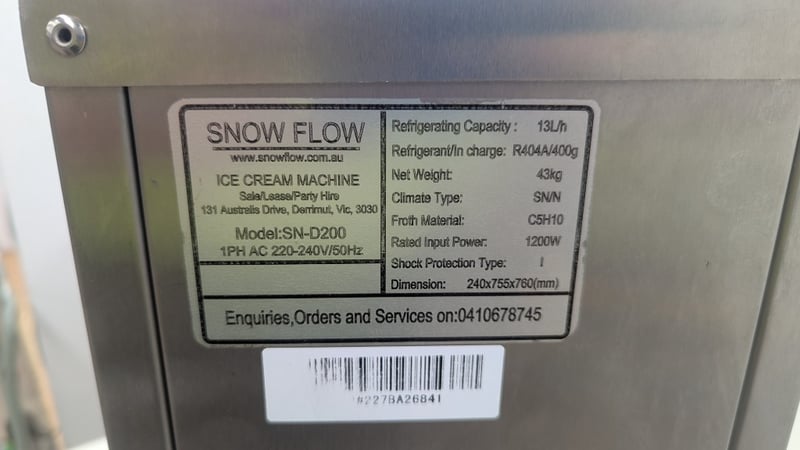 SNOW FLOW
www.snowflow.com.au
ICE CREAM MACHINE
Sale/Lease/Party Hire
131 Australis Drive, Derrimut, Vic, 3030
Model:SN-D200
1PH AC 220-240V/50Hz
Refrigerating Capacity : 13L/h
Refrigerant/In charge: R404A/400g
Net Weight: 43kg
Climate Type: SN/N
Froth Material: C5H10
Rated Input Power: 1200W
Shock Protection Type: I
Dimension: 240x755x760(mm)
Enquiries,Orders and Services on:0410678745
#227BA26841